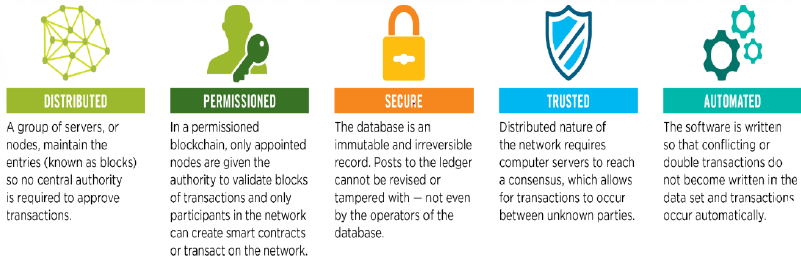 DISTRIBUTED
A group of servers, or
nodes, maintain the
entries (known as blocks)
so no central authority
is required to approve
transactions.
PERMISSIONED
In a permissioned
blockchain, only appointed
nodes are given the
authority to validate blocks
of transactions and only
participants in the network
can create smart contracts
or transact on the network.
SECURE
The database is an
immutable and irreversible
record. Posts to the ledger
cannot be revised or
tampered with — not even
by the operators of the
database.
TRUSTED
Distributed nature of
the network requires
computer servers to reach
a consensus, which allows
for transactions to occur
between unknown parties.
AUTOMATED
The software is written
so that conflicting or
double transactions do
not become written in the
data set and transactions
occur automatically.